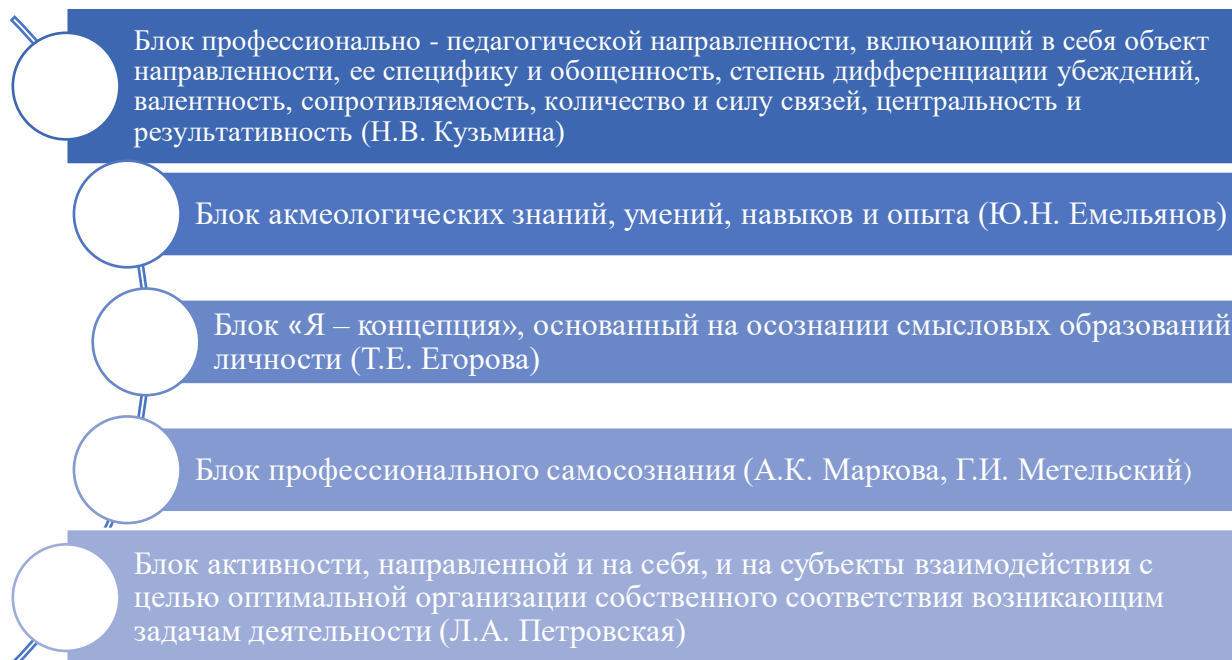 Блок профессионально - педагогической направленности, включающий в себя объект
направленности, ее специфику и обощенность, степень дифференциации убеждений,
валентность, сопротивляемость, количество и силу связей, центральность и
результативность (Н.В. Кузьмина)
Блок акмеологических знаний, умений, навыков и опыта (Ю.Н. Емельянов)
Блок «Я – концепция», основанный на осознании смысловых образований
личности (Т.Е. Егорова)
Блок профессионального самосознания (А.К. Маркова, Г.И. Метельский)
Блок активности, направленной и на себя, и на субъекты взаимодействия с
целью оптимальной организации собственного соответствия возникающим
задачам деятельности (Л.А. Петровская)